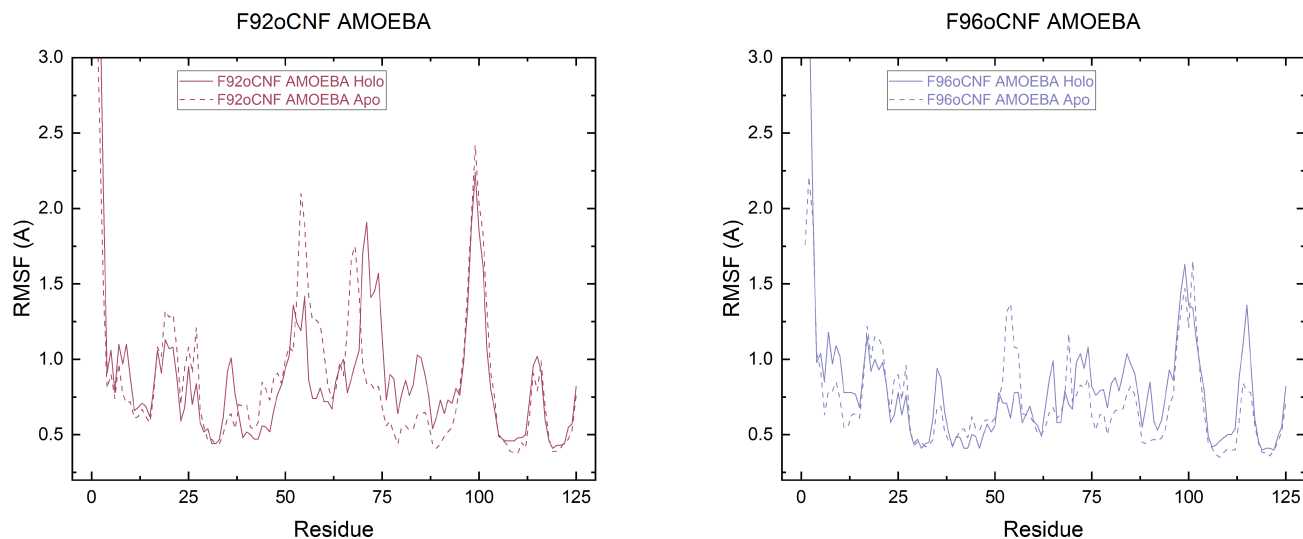 F92oCNF AMOEBA
3.0
2.5
2.0
1.5
1.0
0.5
RMSF (A)
F92oCNF AMOEBA Holo
F92oCNF AMOEBA Apo
0 25 50 75 100 125
Residue
F96oCNF AMOEBA
3.0
2.5
2.0
1.5
1.0
0.5
RMSF (A)
F96oCNF AMOEBA Holo
F96oCNF AMOEBA Apo
0 25 50 75 100 125
Residue